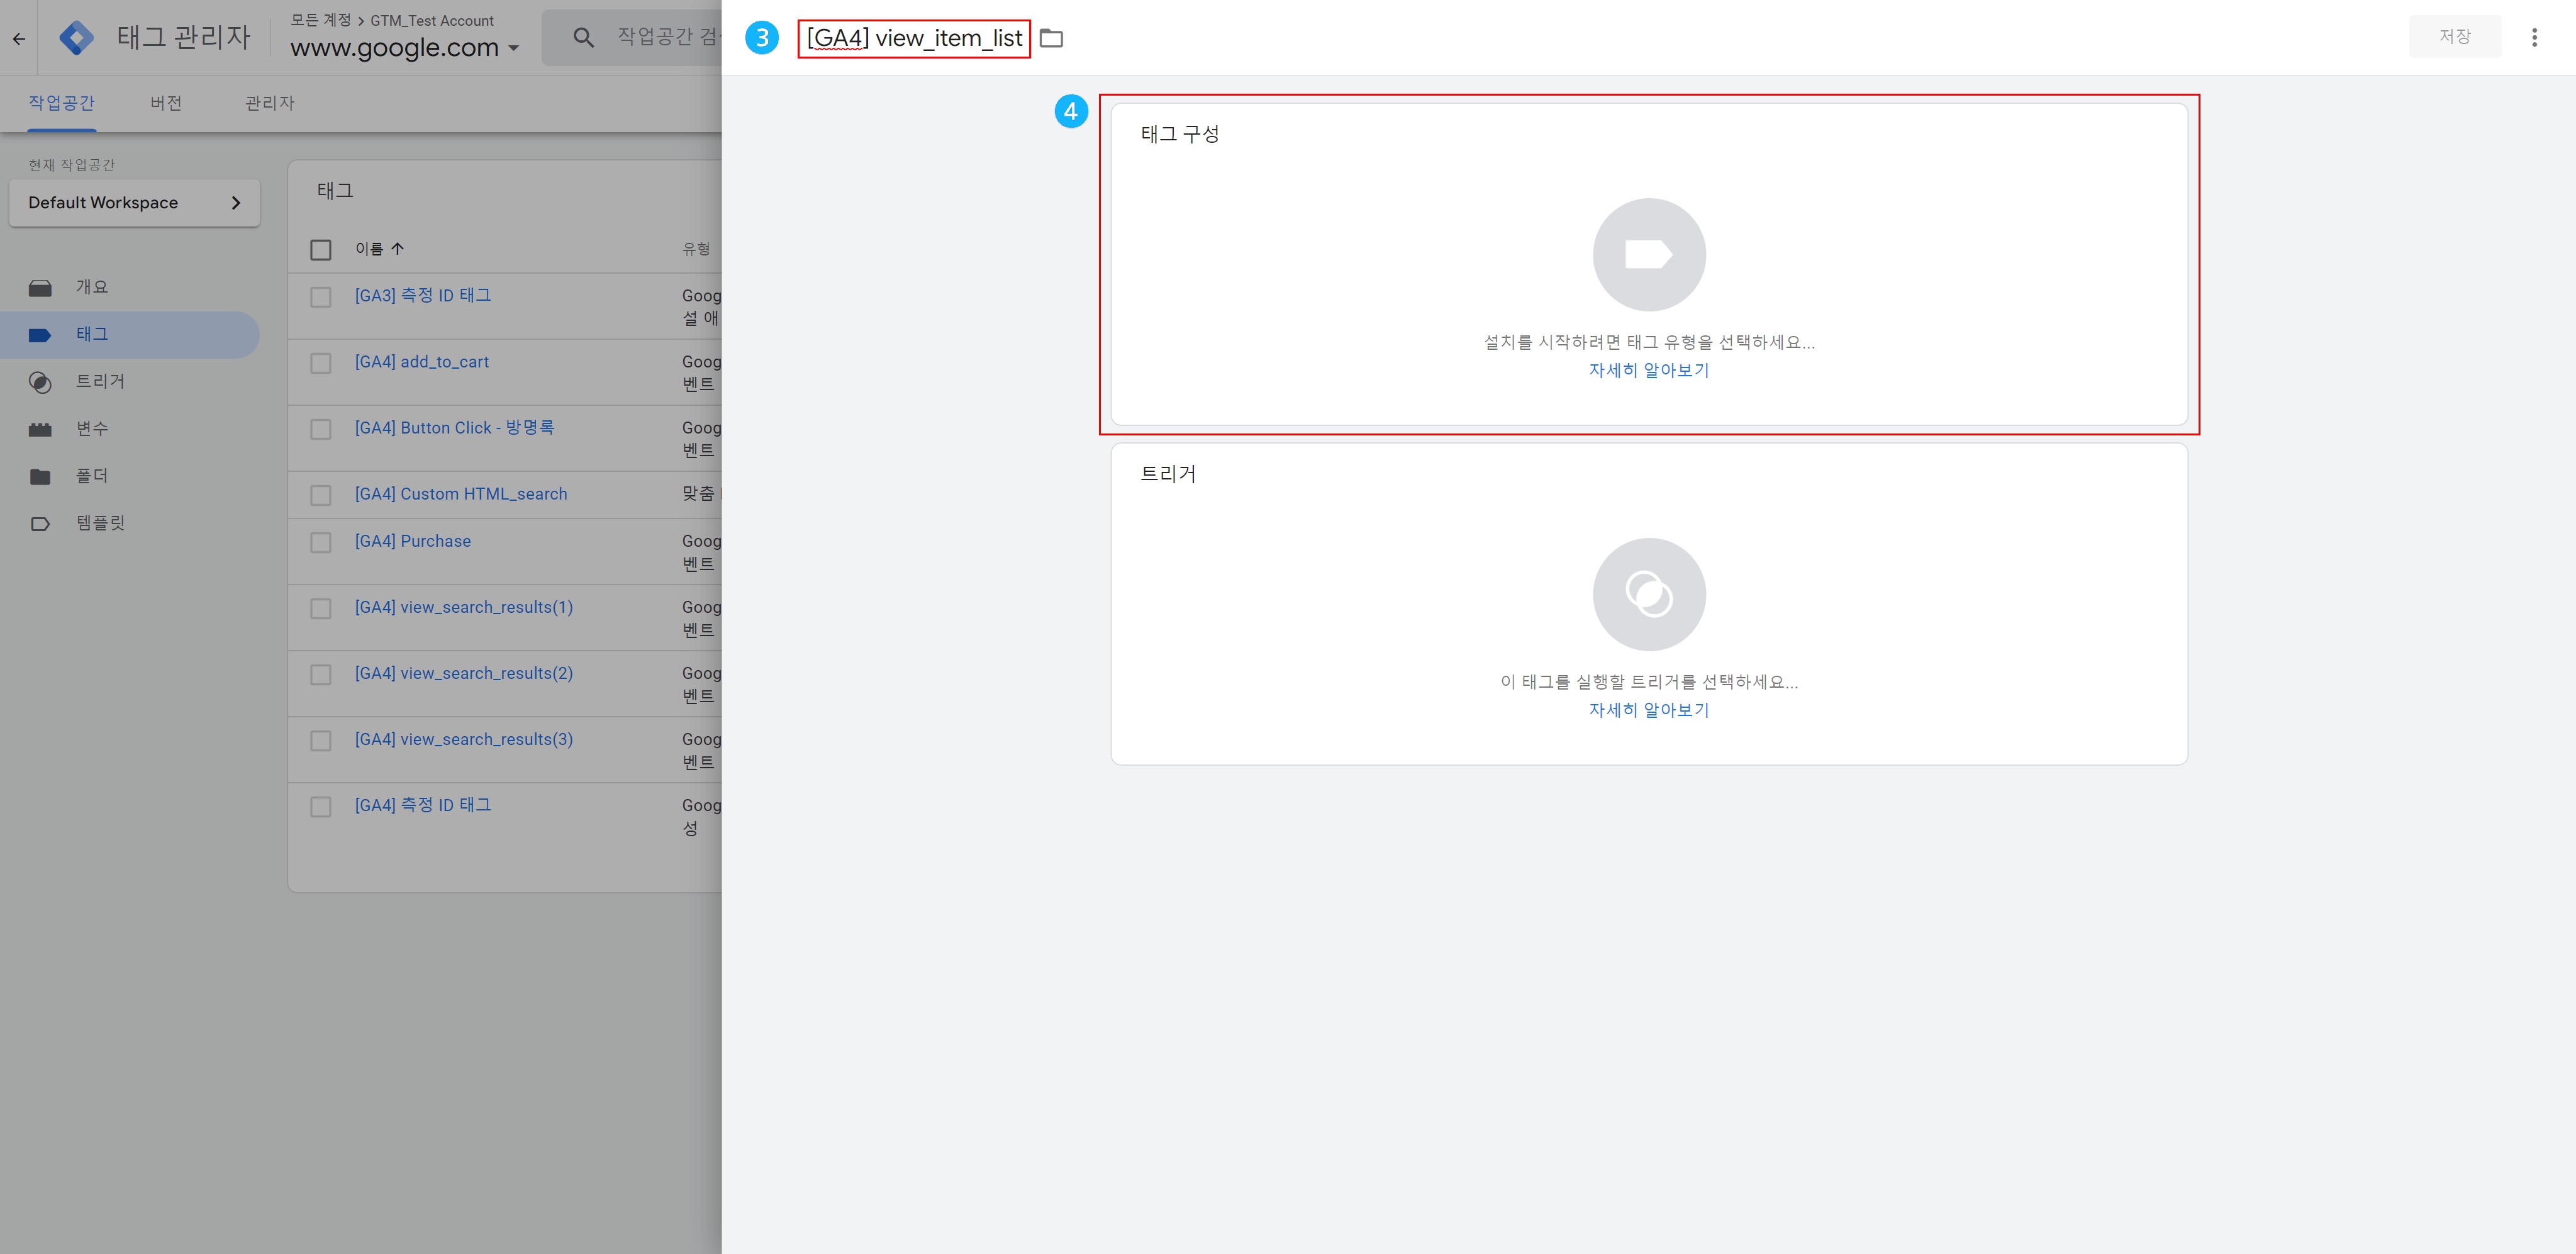 태그 관리자
모든 계정 > GTM_Test Account
www.google.com
작업공간 검
작업공간 버전 관리자
현재 작업공간
Default Workspace
개요
태그
트리거
변수
폴더
템플릿
태그
이름 유형
[GA3] 측정 ID 태그 Goog
설 애
[GA4] add_to_cart Goog
벤트
[GA4] Button Click - 방명록 Goog
벤트
[GA4] Custom HTML_search 맞춤
[GA4] Purchase Goog
벤트
[GA4] view_search_results(1) Goog
벤트
[GA4] view_search_results(2) Goog
벤트
[GA4] view_search_results(3) Goog
벤트
[GA4] 측정 ID 태그 Goog
성
3 [GA4] view_item_list
저장
4
태그 구성
설치를 시작하려면 태그 유형을 선택하세요...
자세히 알아보기
트리거
이 태그를 실행할 트리거를 선택하세요...
자세히 알아보기